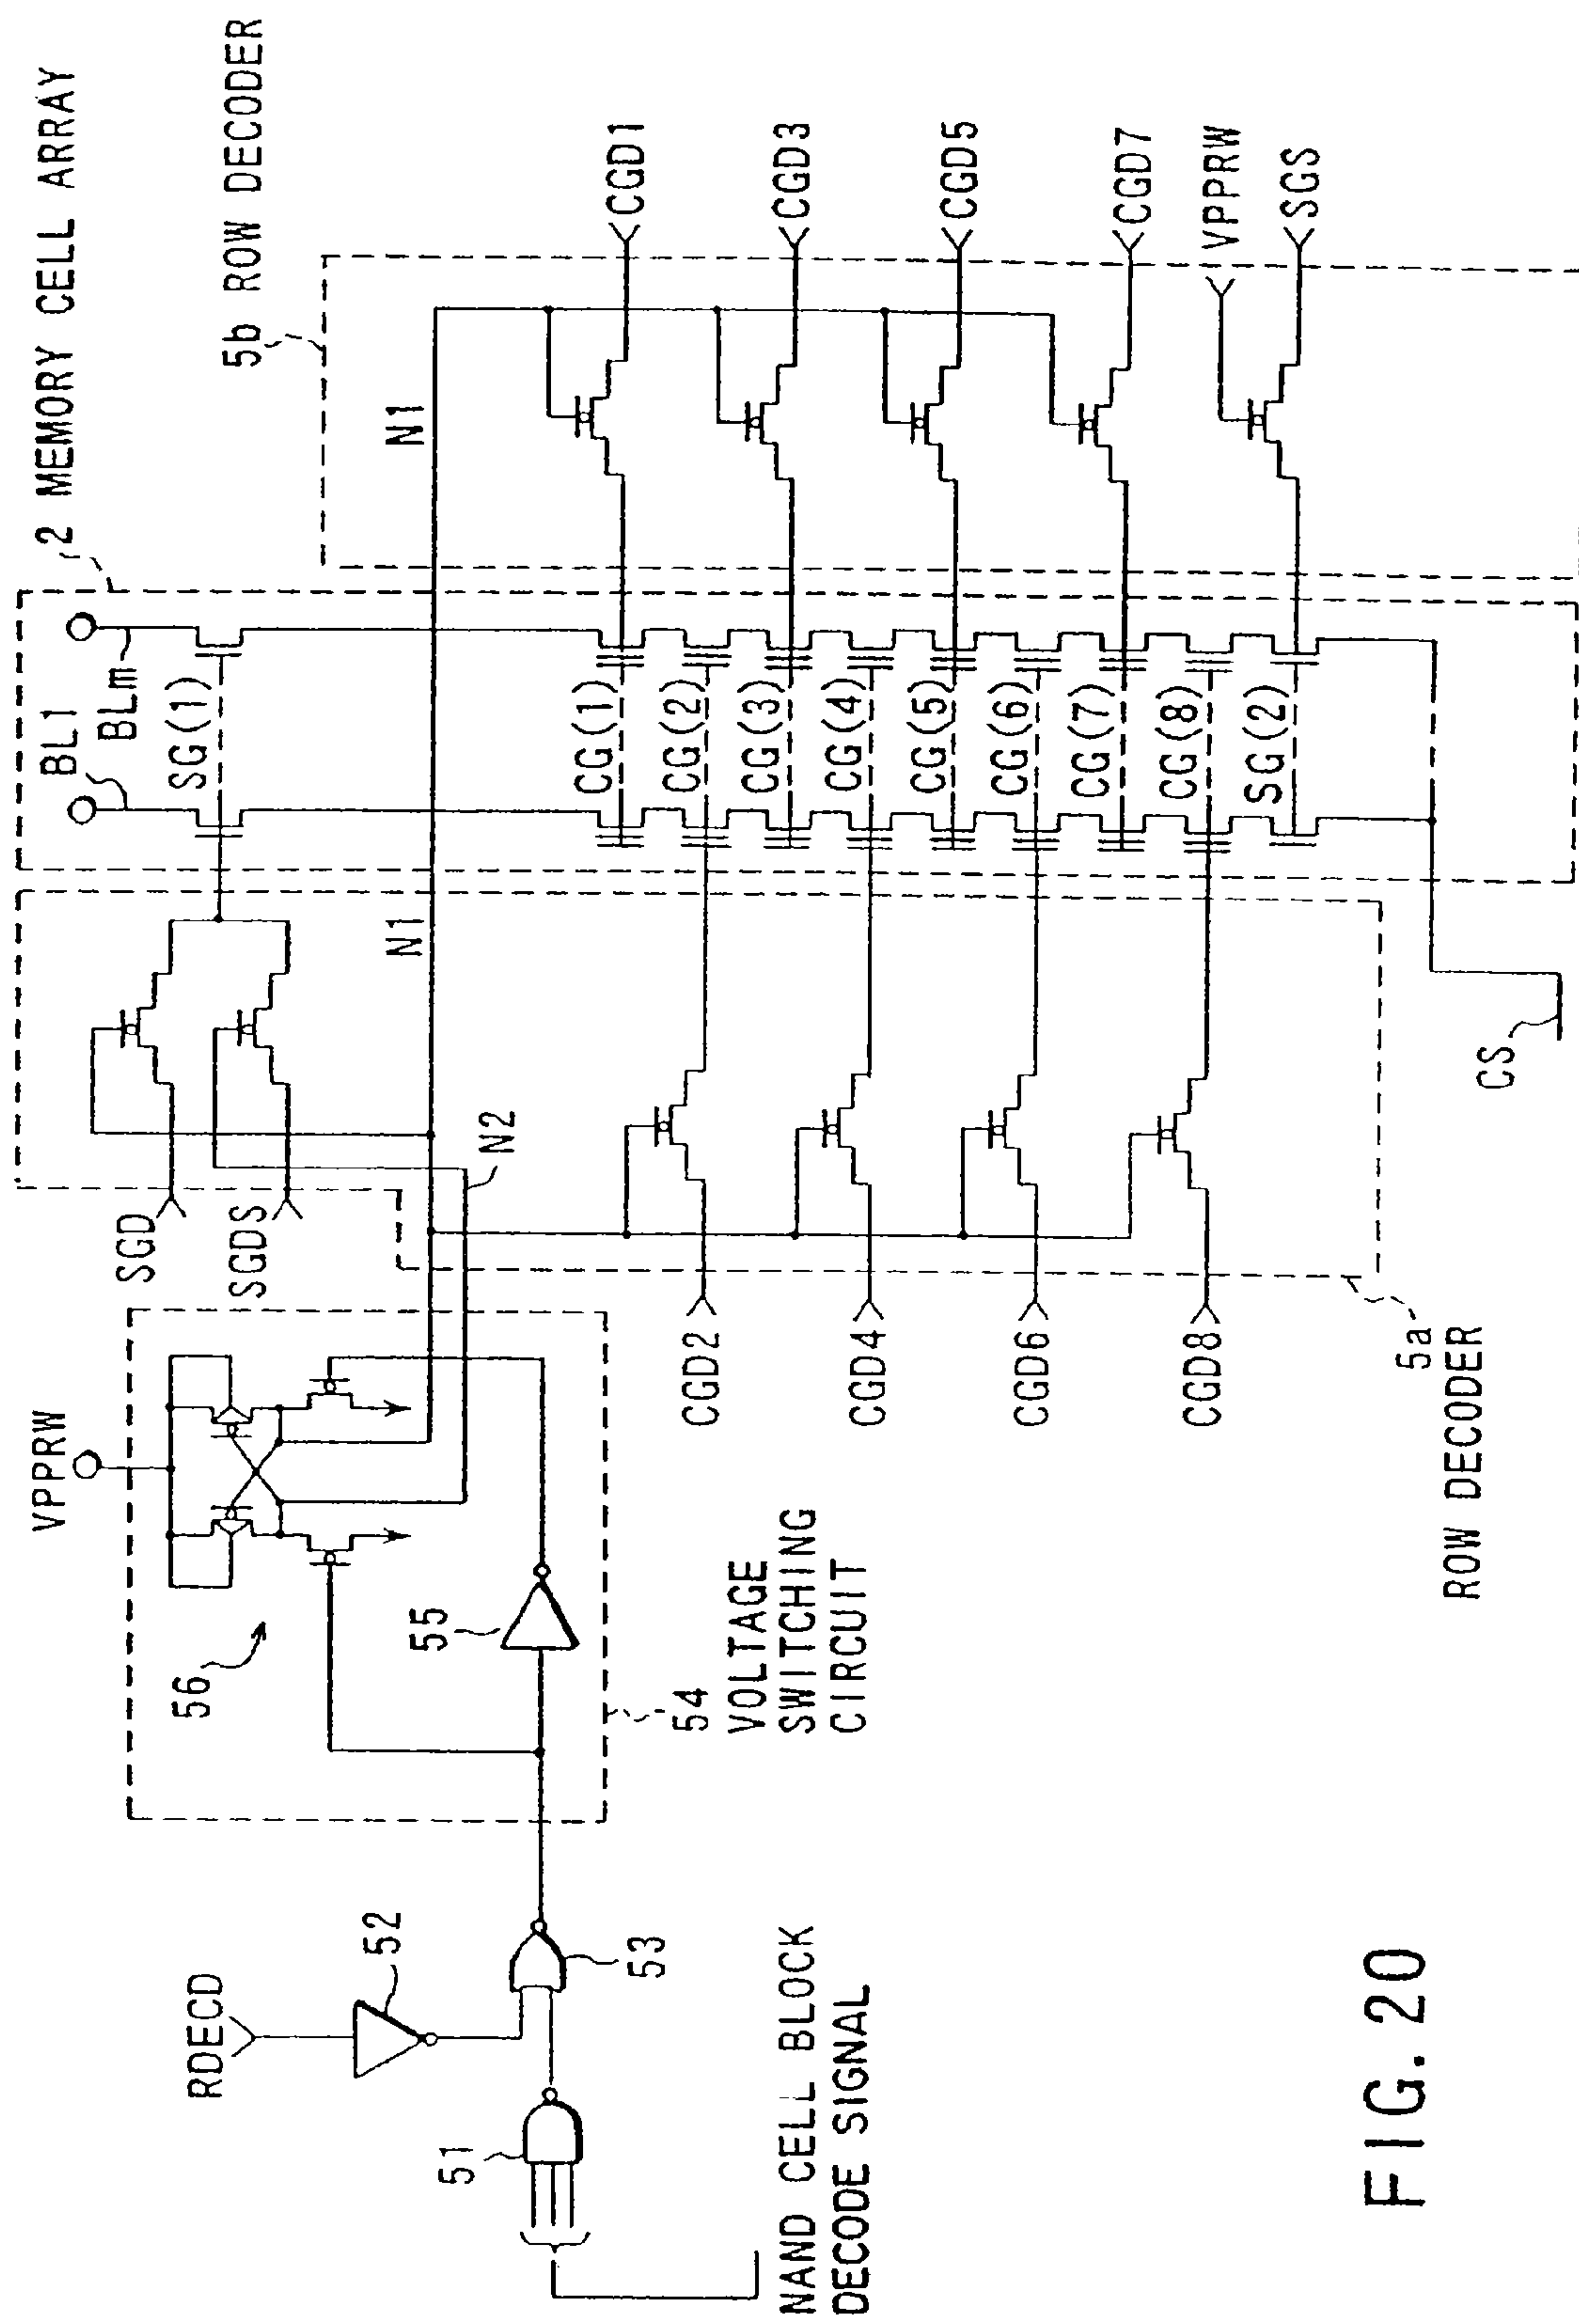 2 MEMORY CELL ARRAY
5b ROW DECODER
VPPRW
SGD
SGDS
BL1
BLm
SG(1)
N1
N1
N2
CG(1)
CG(2)
CG(3)
CG(4)
CG(5)
CG(6)
CG(7)
CG(8)
SG(2)
CGD1
CGD3
CGD5
CGD7
VPPRW
SGS
CGD2
CGD4
CGD6
CGD8
CS
5a
ROW DECODER
56
55
54
VOLTAGE
SWITCHING
CIRCUIT
RDECD
52
53
51
NAND CELL BLOCK
DECODE SIGNAL
FIG. 20